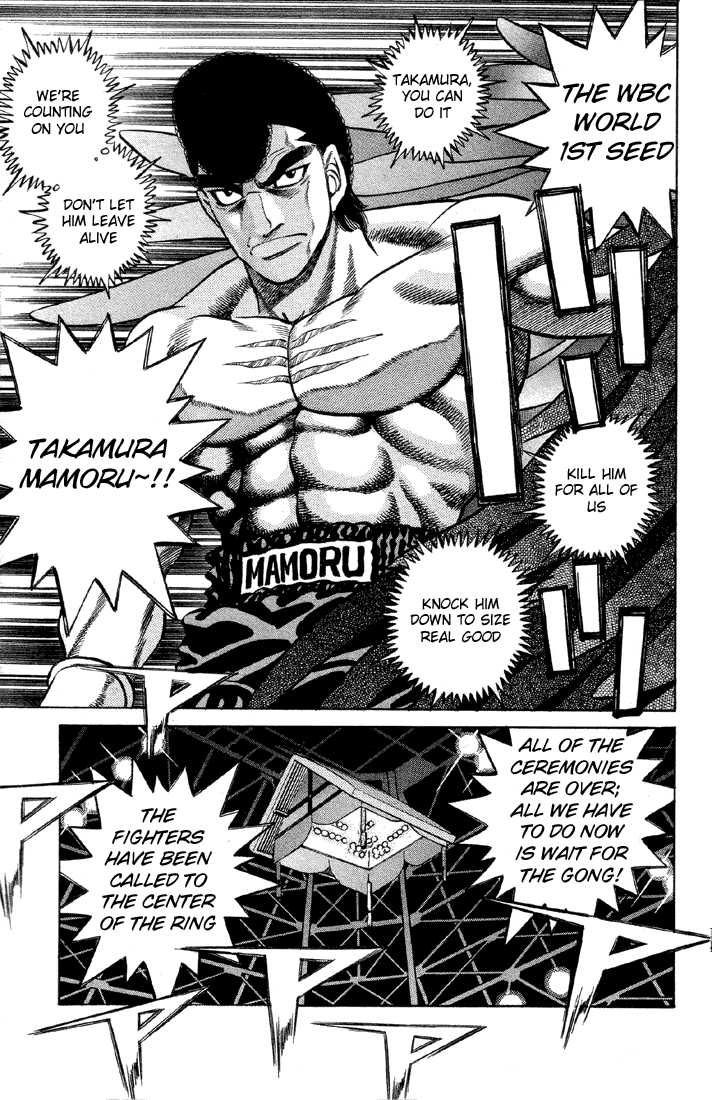 WE'RE
COUNTING
ON YOU
DON'T LET
HIM LEAVE
ALIVE
TAKAMURA,
YOU CAN
DO IT
THE WBC
WORLD
1ST SEED
TAKAMURA
MAMORU~!!
KILL HIM
FOR ALL OF
US
MAMORU
KNOCK HIM
DOWN TO SIZE
REAL GOOD
ALL OF THE
CEREMONIES
ARE OVER;
ALL WE HAVE
TO DO NOW
IS WAIT FOR
THE GONG!
THE
FIGHTERS
HAVE BEEN
CALLED TO
THE CENTER
OF THE RING